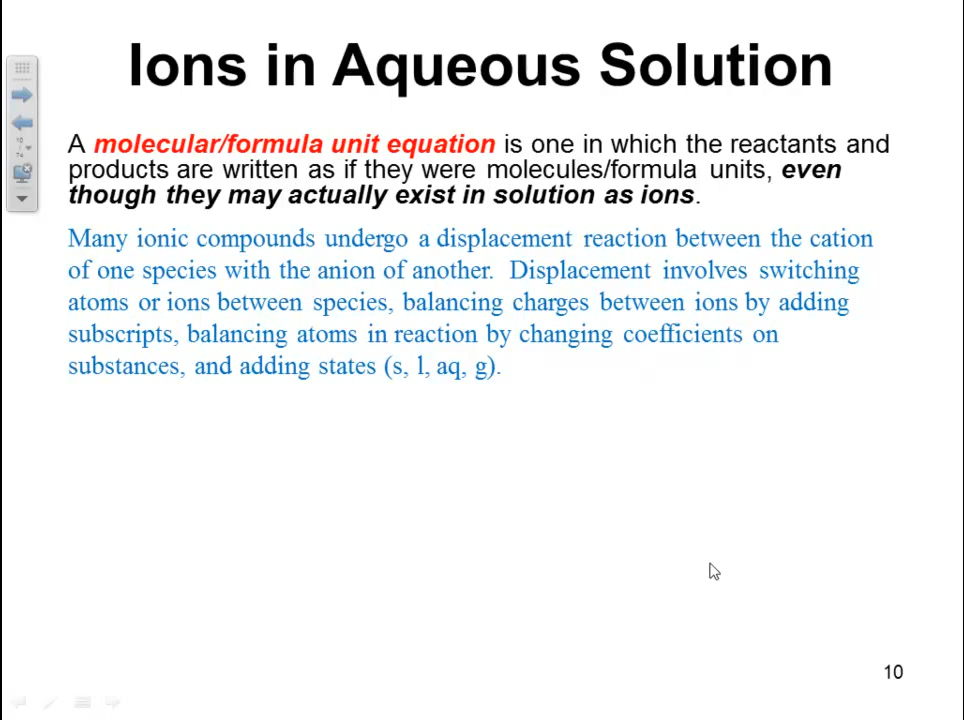 Ions in Aqueous Solution
A molecular/formula unit equation is one in which the reactants and
products are written as if they were molecules/formula units, even
though they may actually exist in solution as ions.
Many ionic compounds undergo a displacement reaction between the cation
of one species with the anion of another. Displacement involves switching
atoms or ions between species, balancing charges between ions by adding
subscripts, balancing atoms in reaction by changing coefficients on
substances, and adding states (s, l, aq, g).
10